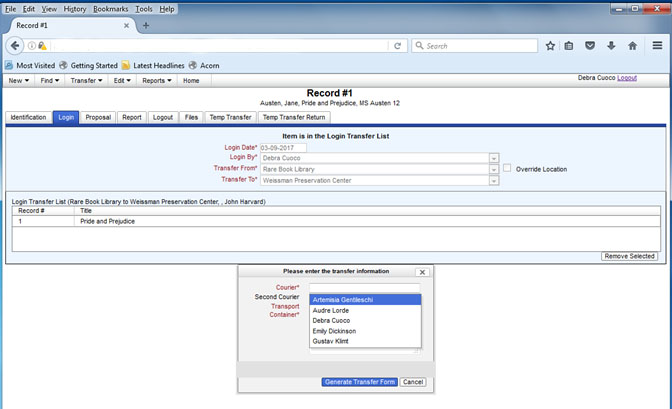 File Edit View History Bookmarks Tools Help
Record #1
Search
Most Visited Getting Started Latest Headlines Acorn
New Find Transfer Edit Reports Home Debra Cuoco Logout
Record #1
Austen, Jane, Pride and Prejudice, MS Austen 12
Identification Login Proposal Report Logout Files Temp Transfer Temp Transfer Return
Item is in the Login Transfer List
Login Date* 03-09-2017
Login By* Debra Cuoco
Transfer From* Rare Book Library Override Location
Transfer To* Weissman Preservation Center
Login Transfer List (Rare Book Library to Weissman Preservation Center, , John Harvard)
Record # Title
1 Pride and Prejudice
Remove Selected
Please enter the transfer information
Courier*
Second Courier Artemisia Gentileschi
Transport Audre Lorde
Container* Debra Cuoco
Emily Dickinson
Gustav Klimt
Generate Transfer Form Cancel